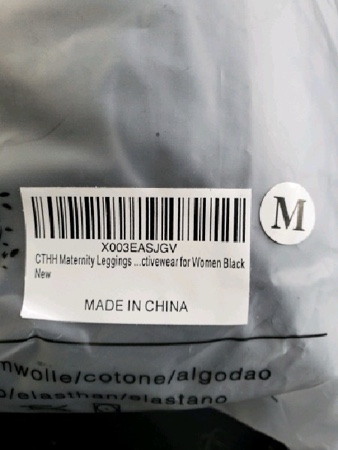 X003EASJGV
M
CTHH Maternity Leggings ...ctivewear for Women Black
New
MADE IN CHINA
mwolle/cotone/algodao
/elasthan/elastano